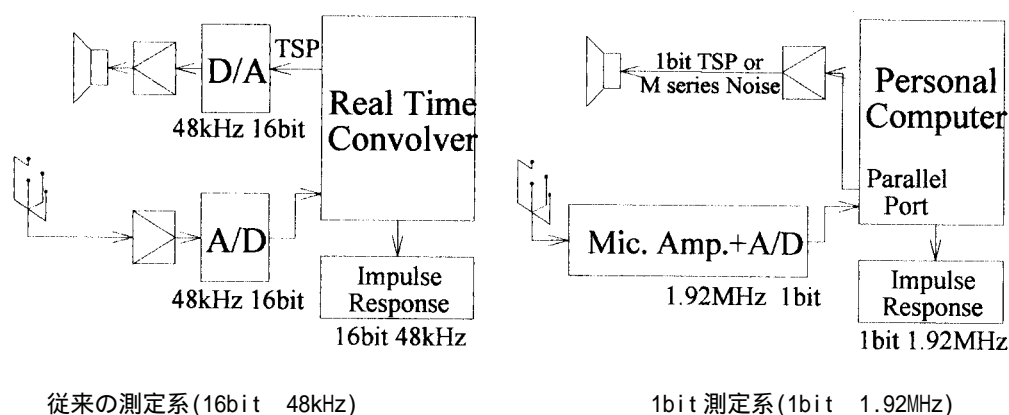 TSP
D/A
48kHz 16bit
Real Time
Convolver
A/D
48kHz 16bit
Impulse
Response
16bit 48kHz
従来の測定系(16bit 48kHz)
1bit TSP or
M series Noise
Personal
Computer
Parallel
Port
Mic. Amp.+A/D
1.92MHz 1bit
Impulse
Response
1bit 1.92MHz
1bit 測定系(1bit 1.92MHz)